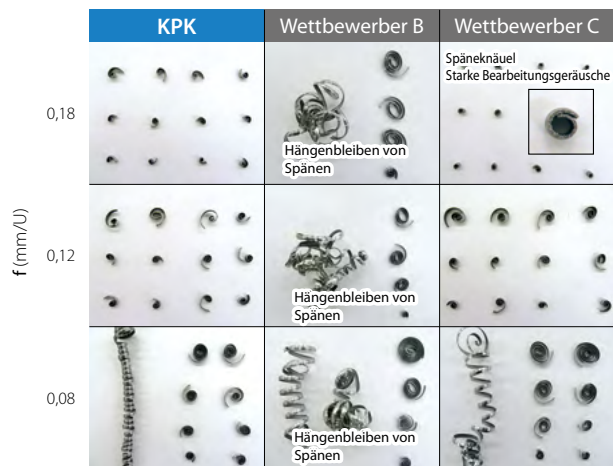 KPK
Wettbewerber B
Wettbewerber C
f (mm/U)
0,18
Hängenbleiben von
Spänen
Späneknäuel
Starke Bearbeitungsgeräusche
0,12
Hängenbleiben von
Spänen
0,08
Hängenbleiben von
Spänen